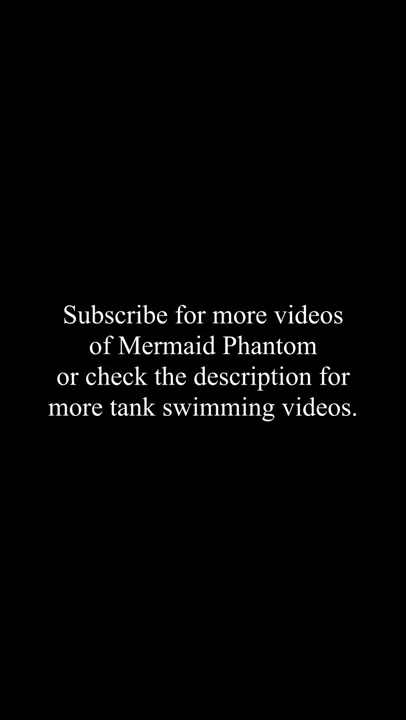 Subscribe for more videos
of Mermaid Phantom
or check the description for
more tank swimming videos.